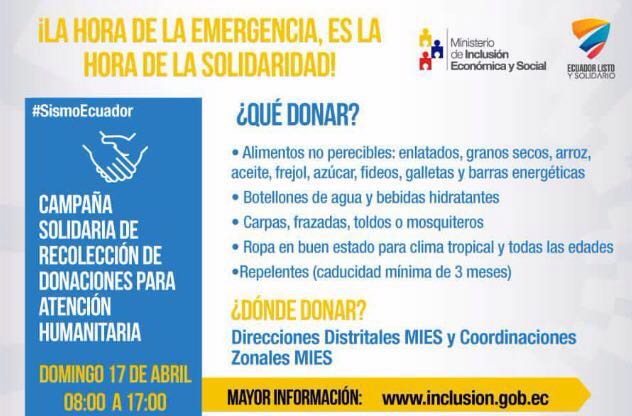 ¡LA HORA DE LA EMERGENCIA, ES LA
HORA DE LA SOLIDARIDAD!
Ministerio
de Inclusión
Económica y Social
ECUADOR LISTO
Y SOLIDARIO
#SismoEcuador
CAMPAÑA
SOLIDARIA DE
RECOLECCIÓN DE
DONACIONES PARA
ATENCIÓN
HUMANITARIA
DOMINGO 17 DE ABRIL
08:00 A 17:00
¿QUÉ DONAR?
• Alimentos no perecibles: enlatados, granos secos, arroz,
aceite, frejol, azúcar, fideos, galletas y barras energéticas
• Botellones de agua y bebidas hidratantes
• Carpas, frazadas, toldos o mosquiteros
• Ropa en buen estado para clima tropical y todas las edades
•Repelentes (caducidad mínima de 3 meses)
¿DÓNDE DONAR?
Direcciones Distritales MIES y Coordinaciones
Zonales MIES
MAYOR INFORMACIÓN: www.inclusion.gob.ec